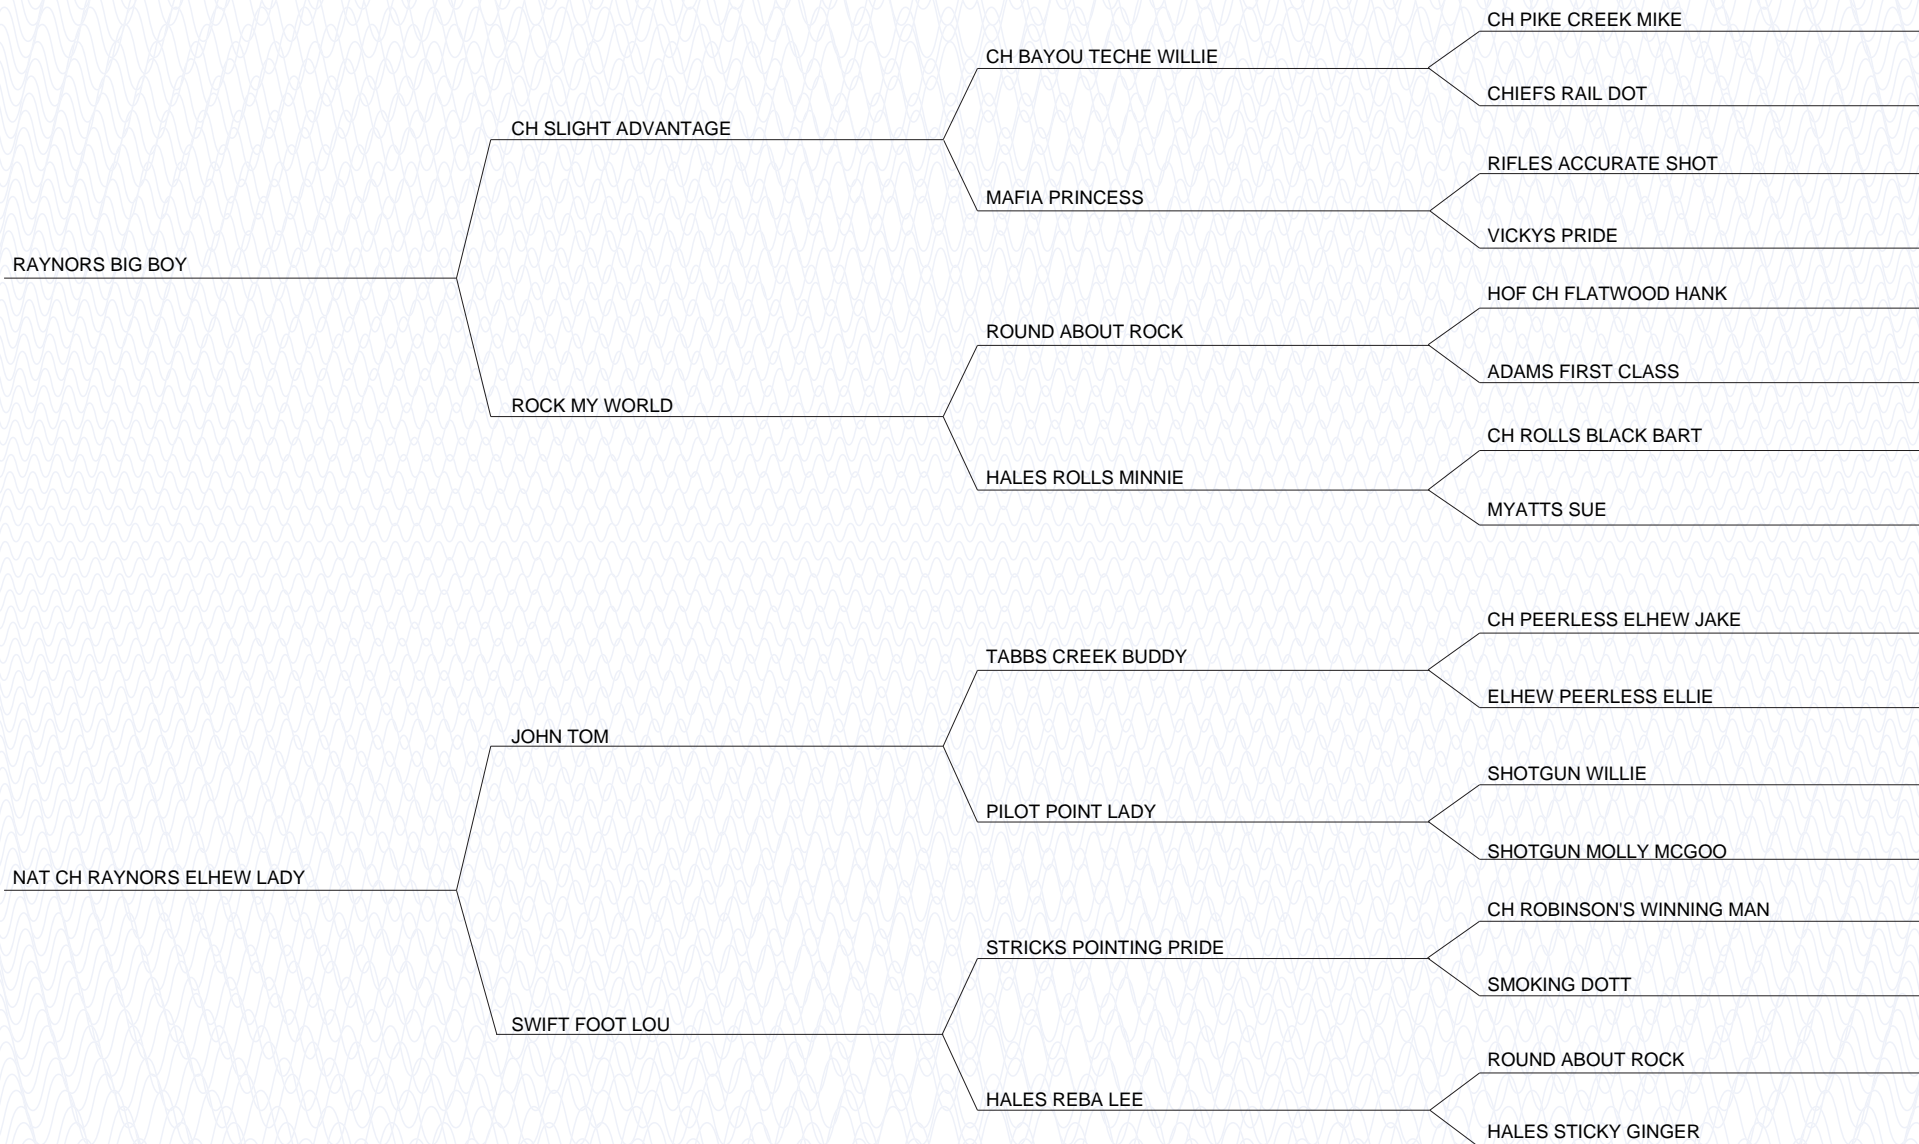 CH PIKE CREEK MIKE
CH BAYOU TECHE WILLIE
CHIEFS RAIL DOT
CH SLIGHT ADVANTAGE
RIFLES ACCURATE SHOT
MAFIA PRINCESS
VICKYS PRIDE
RAYNORS BIG BOY
HOF CH FLATWOOD HANK
ROUND ABOUT ROCK
ADAMS FIRST CLASS
ROCK MY WORLD
CH ROLLS BLACK BART
HALES ROLLS MINNIE
MYATTS SUE
CH PEERLESS ELHEW JAKE
TABBS CREEK BUDDY
ELHEW PEERLESS ELLIE
JOHN TOM
SHOTGUN WILLIE
PILOT POINT LADY
SHOTGUN MOLLY MCGOO
NAT CH RAYNORS ELHEW LADY
CH ROBINSON'S WINNING MAN
STRICKS POINTING PRIDE
SMOKING DOTT
SWIFT FOOT LOU
ROUND ABOUT ROCK
HALES REBA LEE
HALES STICKY GINGER